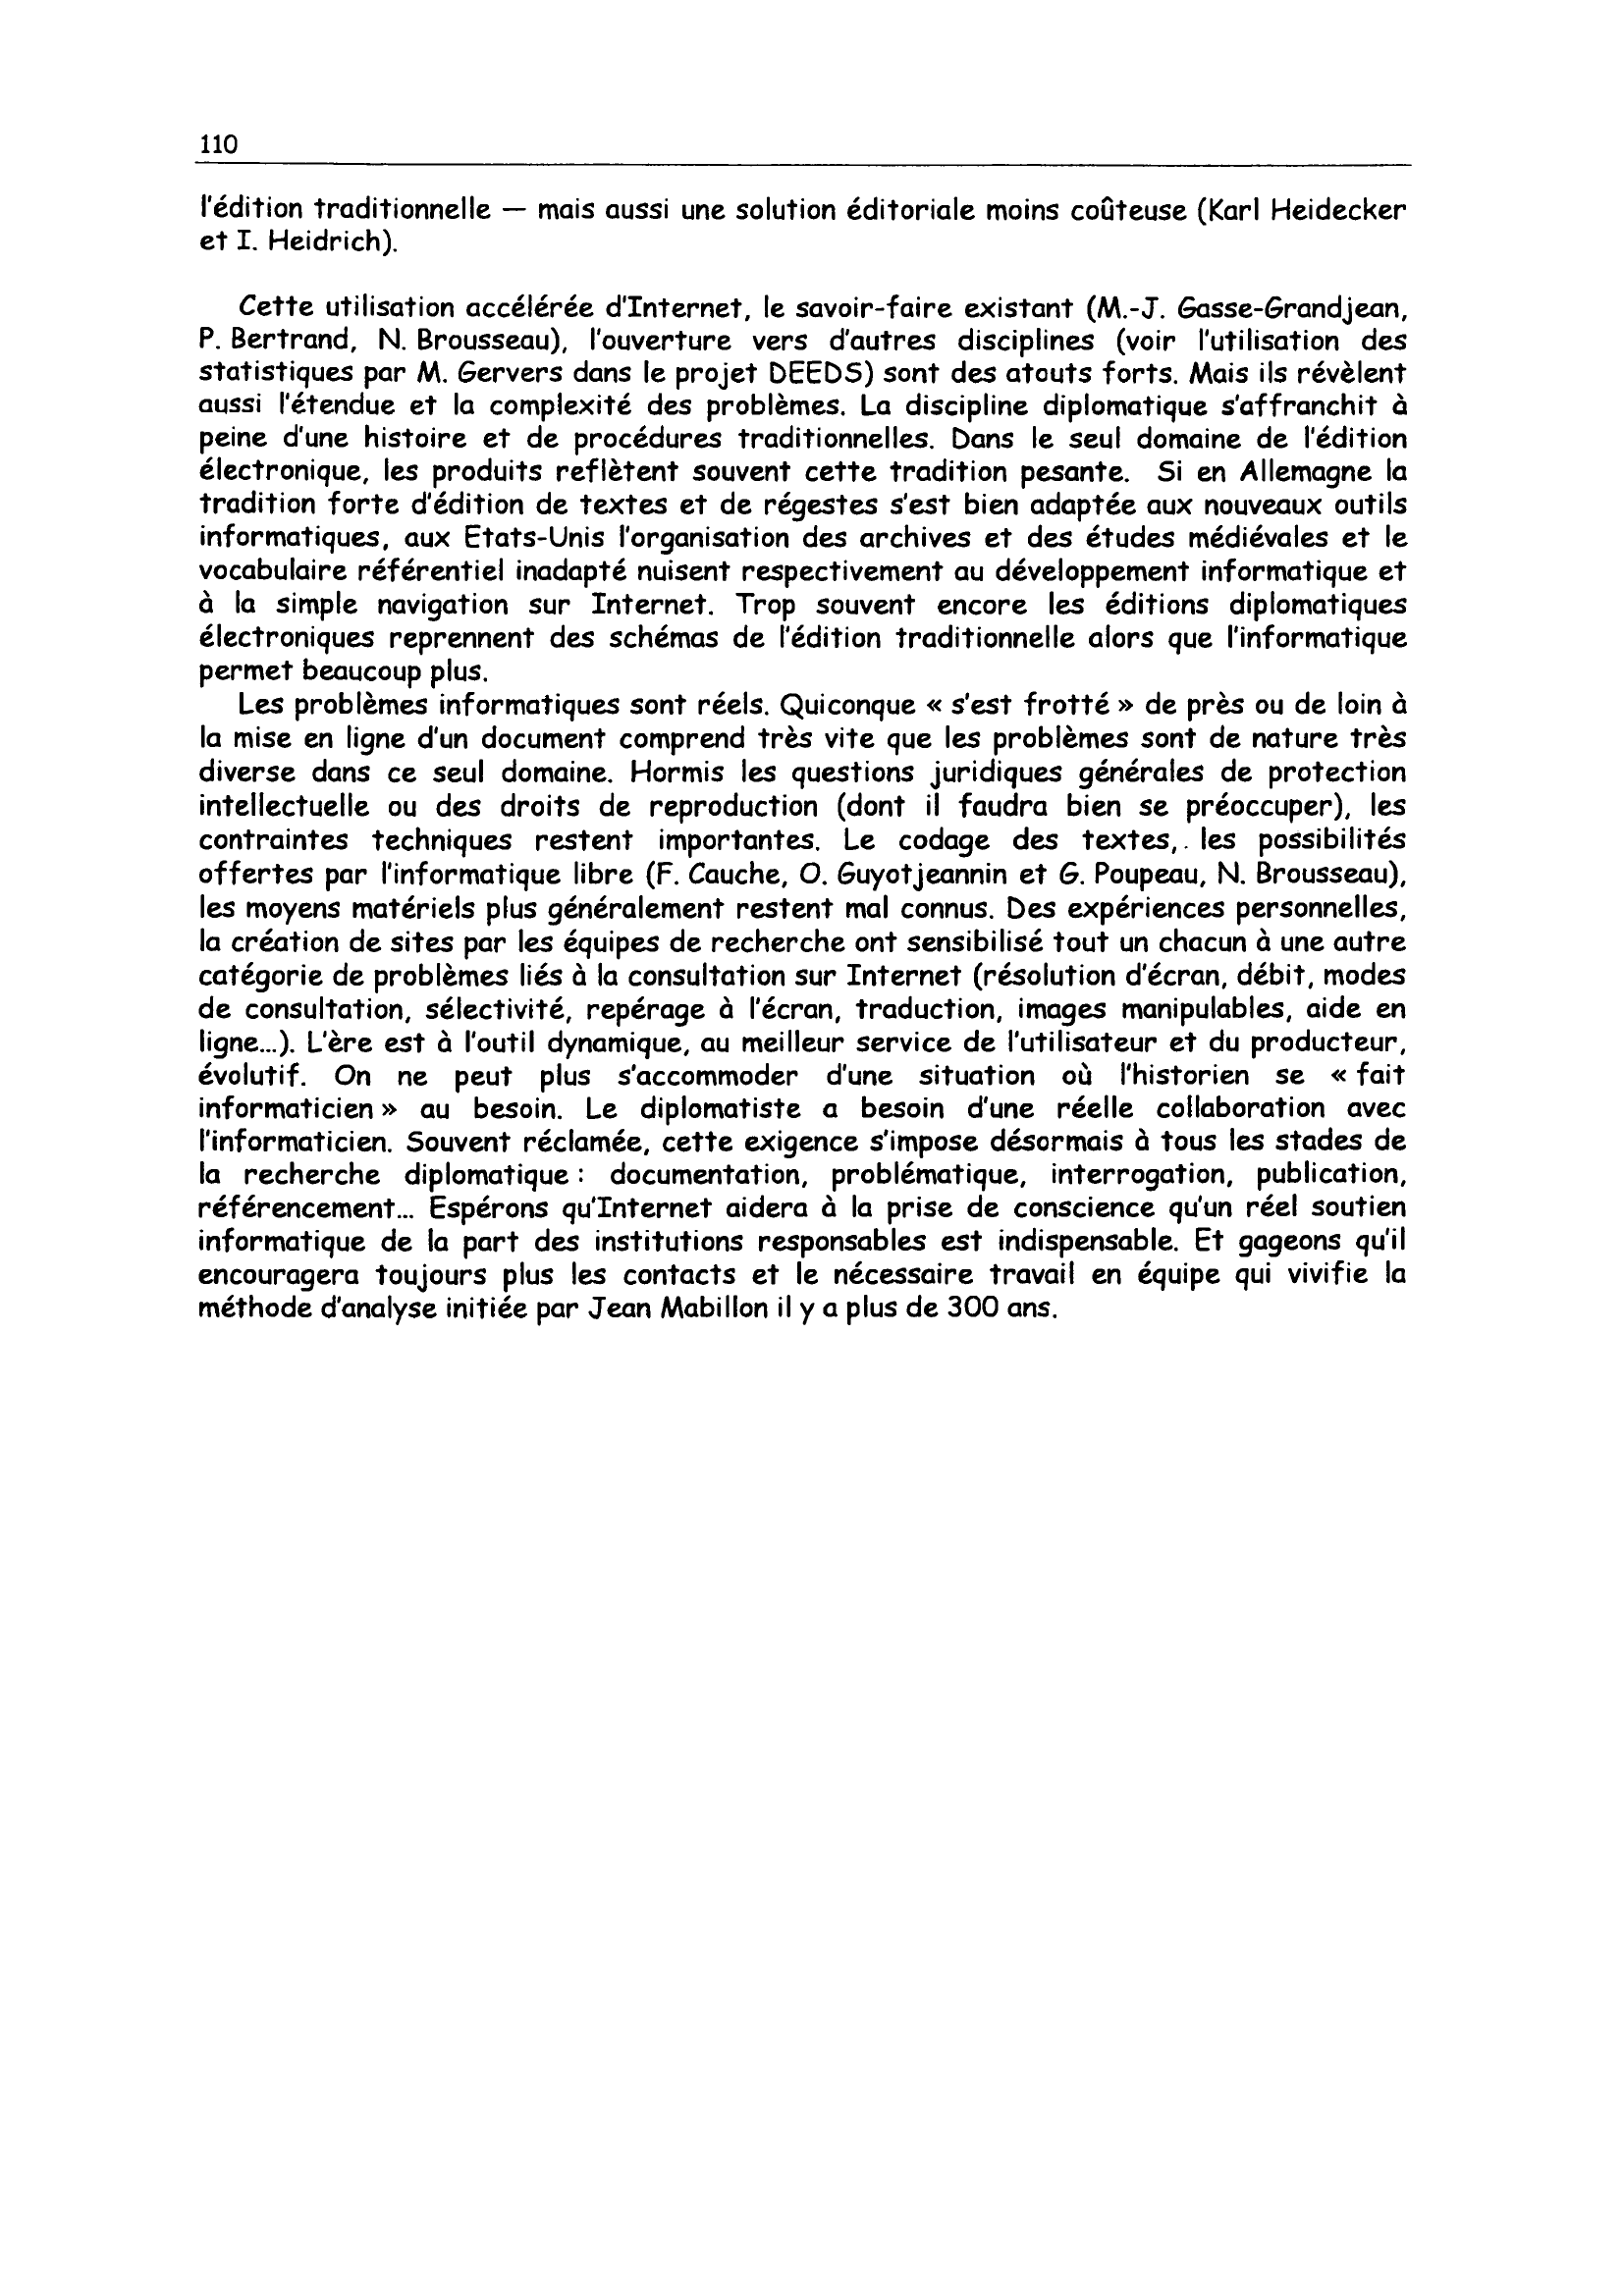 110
l'édition traditionnelle — mais aussi une solution éditoriale moins coûteuse (Karl Heidecker
et I. Heidrich).
Cette utilisation accélérée d'Internet, le savoir-faire existant (M.-J. Gasse-Grandjean,
P. Bertrand, N. Brousseau), l'ouverture vers d'autres disciplines (voir l'utilisation des
statistiques par M. Gervers dans le projet DEEDS) sont des atouts forts. Mais ils révèlent
aussi l'étendue et la complexité des problèmes. La discipline diplomatique s'affranchit à
peine d'une histoire et de procédures traditionnelles. Dans le seul domaine de l'édition
électronique, les produits reflètent souvent cette tradition pesante. Si en Allemagne la
tradition forte d'édition de textes et de régestes s'est bien adaptée aux nouveaux outils
informatiques, aux Etats-Unis l'organisation des archives et des études médiévales et le
vocabulaire référentiel inadapté nuisent respectivement au développement informatique et
à la simple navigation sur Internet. Trop souvent encore les éditions diplomatiques
électroniques reprennent des schémas de l'édition traditionnelle alors que l'informatique
permet beaucoup plus.
Les problèmes informatiques sont réels. Quiconque « s'est frotté » de près ou de loin à
la mise en ligne d'un document comprend très vite que les problèmes sont de nature très
diverse dans ce seul domaine. Hormis les questions juridiques générales de protection
intellectuelle ou des droits de reproduction (dont il faudra bien se préoccuper), les
contraintes techniques restent importantes. Le codage des textes, les possibilités
offertes par l'informatique libre (F. Cauche, O. Guyotjeannin et G. Poupeau, N. Brousseau),
les moyens matériels plus généralement restent mal connus. Des expériences personnelles,
la création de sites par les équipes de recherche ont sensibilisé tout un chacun à une autre
catégorie de problèmes liés à la consultation sur Internet (résolution d'écran, débit, modes
de consultation, sélectivité, repérage à l'écran, traduction, images manipulables, aide en
ligne...). L'ère est à l'outil dynamique, au meilleur service de l'utilisateur et du producteur,
évolutif. On ne peut plus s'accommoder d'une situation où l'historien se « fait
informaticien » au besoin. Le diplomatiste a besoin d'une réelle collaboration avec
l'informaticien. Souvent réclamée, cette exigence s'impose désormais à tous les stades de
la recherche diplomatique : documentation, problématique, interrogation, publication,
référencement... Espérons qu'Internet aidera à la prise de conscience qu'un réel soutien
informatique de la part des institutions responsables est indispensable. Et gageons qu'il
encouragera toujours plus les contacts et le nécessaire travail en équipe qui vivifie la
méthode d'analyse initiée par Jean Mabillon il y a plus de 300 ans.